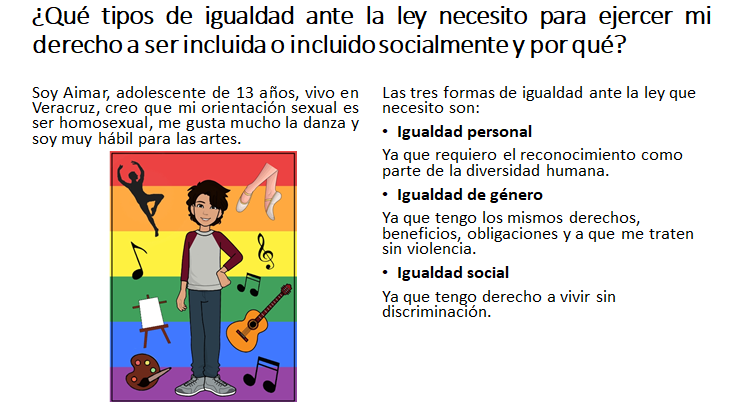 ¿Qué tipos de igualdad ante la ley necesito para ejercer mi
derecho a ser incluida o incluido socialmente y por qué?
Soy Aimar, adolescente de 13 años, vivo en
Veracruz, creo que mi orientación sexual es
ser homosexual, me gusta mucho la danza y
soy muy hábil para las artes.
Las tres formas de igualdad ante la ley que
necesito son:
• Igualdad personal
Ya que requiero el reconocimiento como
parte de la diversidad humana.
• Igualdad de género
Ya que tengo los mismos derechos,
beneficios, obligaciones y a que me traten
sin violencia.
• Igualdad social
Ya que tengo derecho a vivir sin
discriminación.